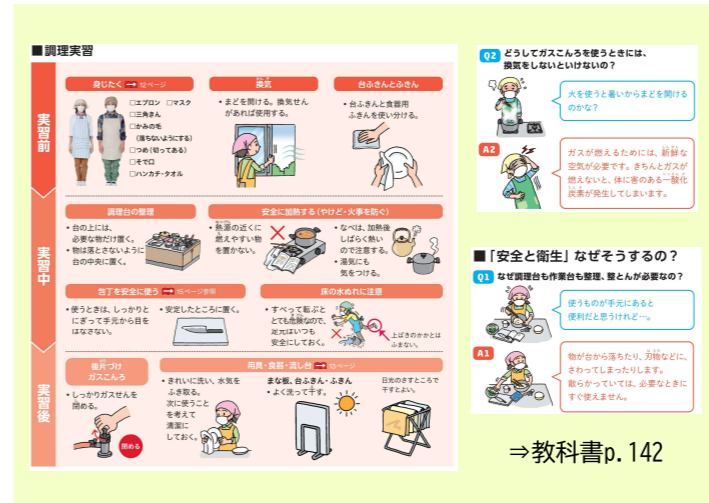 ■調理実習
実習前
身じたく ➡ 12ページ
□エプロン □マスク
□三角きん
□かみの毛
(落ちないようにする)
□つめ(切ってある)
□そで口
□ハンカチ・タオル
換気
・まどを開ける。換気せん
があれば使用する。
台ふきんとふきん
・台ふきんと食器用
ふきんを使い分ける。
実習中
調理台の整理
・台の上には、
必要な物だけ置く。
・物は落とさないように
台の中央に置く。
安全に加熱する(やけど・火事を防ぐ)
・熱源の近くに
燃えやすい物
を置かない。
・なべは、加熱後
しばらく熱い
ので注意する。
・湯気にも
気をつける。
包丁を安全に使う ➡ 15ページ参照
・使うときは、しっかりと
にぎって手元から目を
はなさない。
・安定したところに置く。
床の水ぬれに注意
・すべって転ぶと
とても危険なので、
足元はいつも
安全にしておく。
上ばきのかかとは
ふまない。
実習後
後片づけ
ガスこんろ
・しっかりガスせんを
閉める。
閉める
用具・食器・流し台 ➡ 15ページ
・きれいに洗い、水気を
ふき取る。
次に使うこと
を考えて
清潔に
しておく。
まな板、台ふきん・ふきん
・よく洗って干す。
日光のさすところで
干すとよい。
Q2 どうしてガスこんろを使うときには、
換気をしないといけないの?
火を使うと暑いからまどを開ける
のかな?
A2
ガスが燃えるためには、新鮮な
空気が必要です。きちんとガスが
燃えないと、体に害のある一酸化
炭素が発生してしまいます。
■「安全と衛生」なぜそうするの?
Q1 なぜ調理台も作業台も整理、整とんが必要なの?
使うものが手元にあると
便利だと思うけれど…。
A1
物が台から落ちたり、刃物などに、
さわってしまったりします。
散らかっていては、必要なときに
すぐ使えません。
⇒教科書p.142